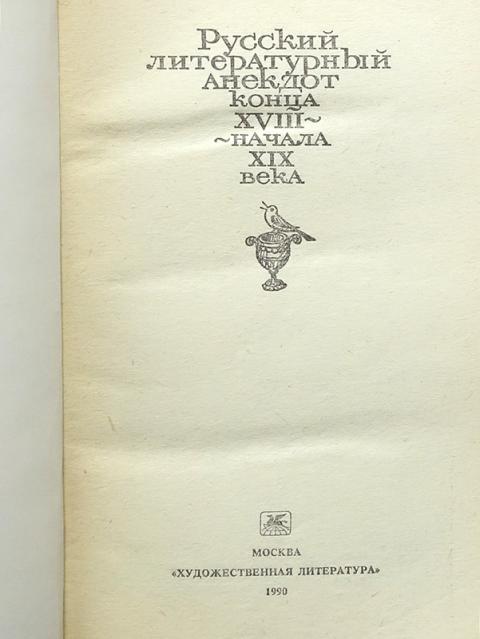 Русский
литературный
анекдот
конца
XVIII~
~начала
XIX
века
МОСКВА
«ХУДОЖЕСТВЕННАЯ ЛИТЕРАТУРА»
1990